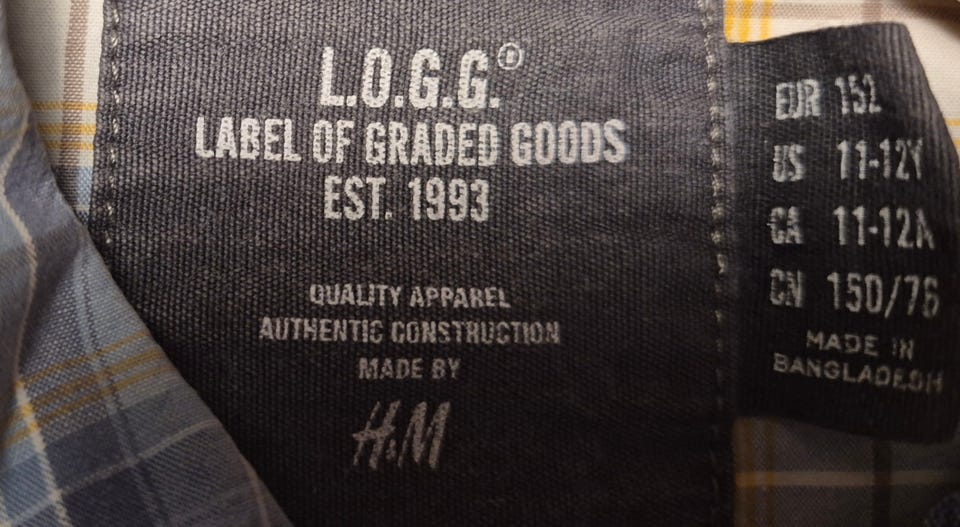 L.O.G.G.®
LABEL OF GRADED GOODS
EST. 1993
QUALITY APPAREL
AUTHENTIC CONSTRUCTION
MADE BY
H&M
EUR 152
US 11-12Y
CA 11-12A
CN 150/76
MADE IN
BANGLADESH